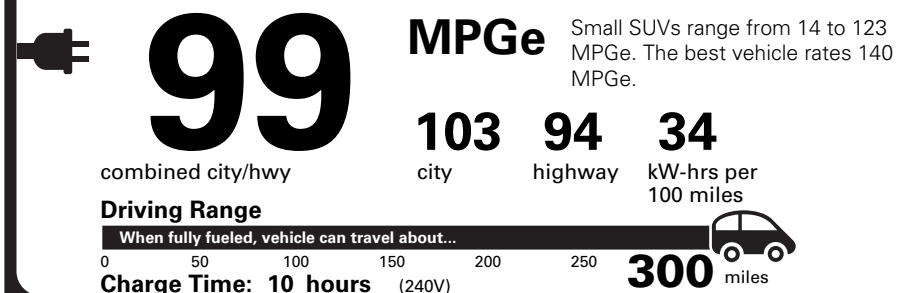 99
MPGe
Small SUVs range from 14 to 123
MPGe. The best vehicle rates 140
MPGe.
103 94 34
combined city/hwy city highway kW-hrs per
100 miles
Driving Range
When fully fueled, vehicle can travel about...
0 50 100 150 200 250 300 miles
Charge Time: 10 hours (240V)